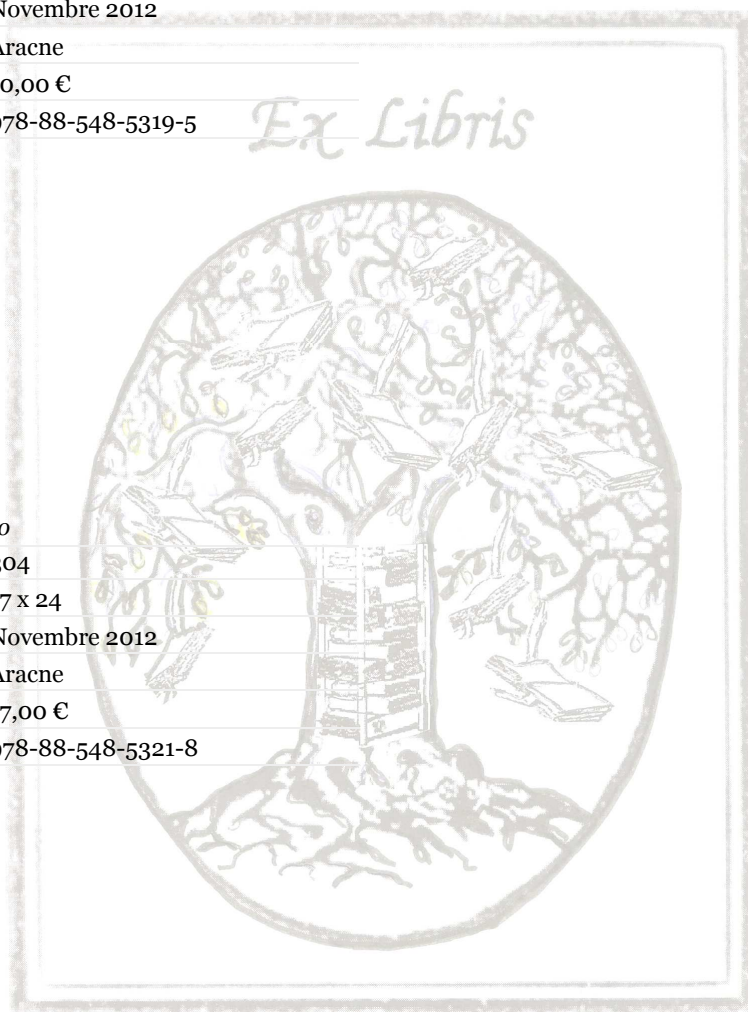 Novembre 2012
Aracne
0,00 €
978-88-548-5319-5
Ex Libris
o
304
7 x 24
Novembre 2012
Aracne
7,00 €
978-88-548-5321-8